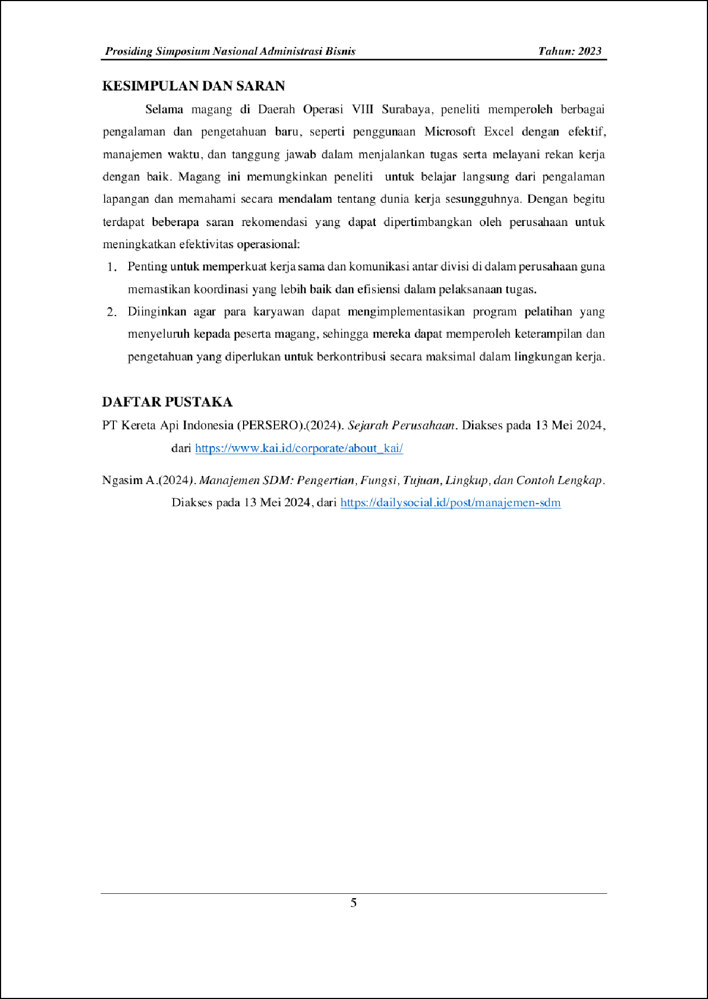 Prosiding Simposium Nasional Administrasi Bisnis Tahun: 2023
KESIMPULAN DAN SARAN
Selama magang di Daerah Operasi VIII Surabaya, peneliti memperoleh berbagai
pengalaman dan pengetahuan baru, seperti penggunaan Microsoft Excel dengan efektif,
manajemen waktu, dan tanggung jawab dalam menjalankan tugas serta melayani rekan kerja
dengan baik. Magang ini memungkinkan peneliti untuk belajar langsung dari pengalaman
lapangan dan memahami secara mendalam tentang dunia kerja sesungguhnya. Dengan begitu
terdapat beberapa saran rekomendasi yang dapat dipertimbangkan oleh perusahaan untuk
meningkatkan efektivitas operasional:
1. Penting untuk memperkuat kerja sama dan komunikasi antar divisi di dalam perusahaan guna
memastikan koordinasi yang lebih baik dan efisiensi dalam pelaksanaan tugas.
2. Diinginkan agar para karyawan dapat mengimplementasikan program pelatihan yang
menyeluruh kepada peserta magang, sehingga mereka dapat memperoleh keterampilan dan
pengetahuan yang diperlukan untuk berkontribusi secara maksimal dalam lingkungan kerja.
DAFTAR PUSTAKA
PT Kereta Api Indonesia (PERSERO).(2024). Sejarah Perusahaan. Diakses pada 13 Mei 2024,
dari https://www.kai.id/corporate/about_kai/
Ngasim A.(2024). Manajemen SDM: Pengertian, Fungsi, Tujuan, Lingkup, dan Contoh Lengkap.
Diakses pada 13 Mei 2024, dari https://dailysocial.id/post/manajemen-sdm
5